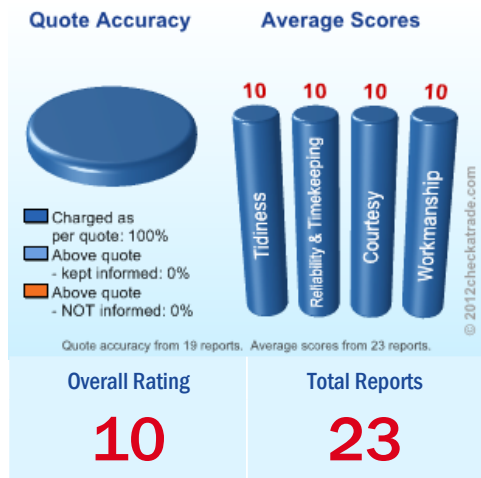 Quote Accuracy
Average Scores
10 10 10 10
Tidiness
Reliability & Timekeeping
Courtesy
Workmanship
Charged as
per quote: 100%
Above quote
- kept informed: 0%
Above quote
- NOT informed: 0%
© 2012checkatrade.com
Quote accuracy from 19 reports. Average scores from 23 reports.
Overall Rating
10
Total Reports
23